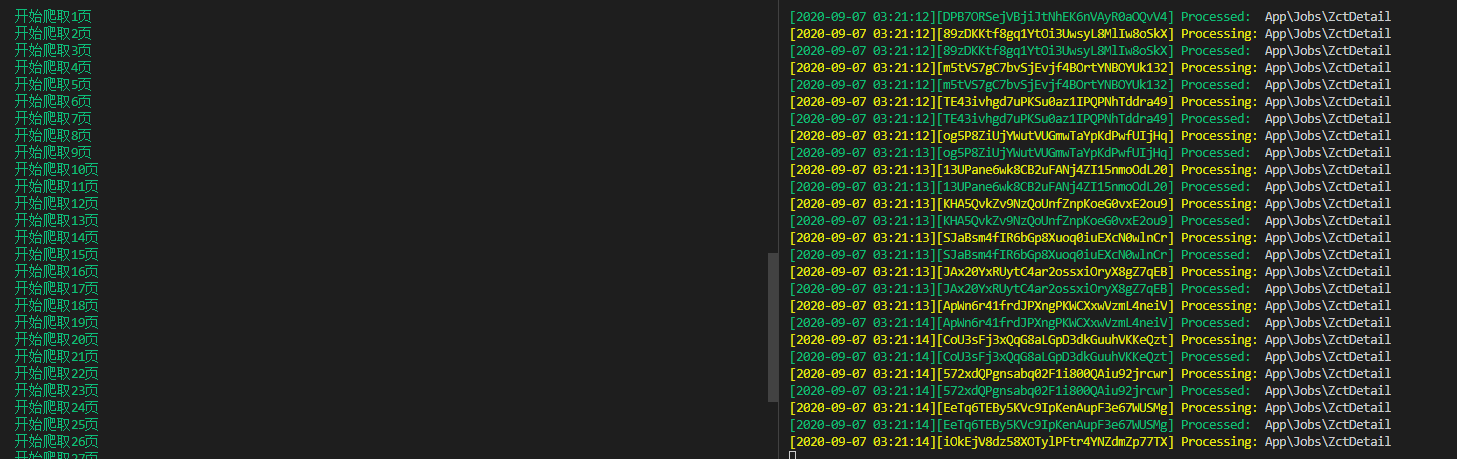 开始爬取1页
开始爬取2页
开始爬取3页
开始爬取4页
开始爬取5页
开始爬取6页
开始爬取7页
开始爬取8页
开始爬取9页
开始爬取10页
开始爬取11页
开始爬取12页
开始爬取13页
开始爬取14页
开始爬取15页
开始爬取16页
开始爬取17页
开始爬取18页
开始爬取19页
开始爬取20页
开始爬取21页
开始爬取22页
开始爬取23页
开始爬取24页
开始爬取25页
开始爬取26页
开始爬取27页
[2020-09-07 03:21:12][DPB7ORSejVBjiJtNhEK6nVAyR0aOQvV4] Processed: App\Jobs\ZctDetail
[2020-09-07 03:21:12][89zDKKtf8gq1YtOi3UwsyL8MlIw8oSkX] Processing: App\Jobs\ZctDetail
[2020-09-07 03:21:12][89zDKKtf8gq1YtOi3UwsyL8MlIw8oSkX] Processed: App\Jobs\ZctDetail
[2020-09-07 03:21:12][m5tVS7gC7bvSjEvjf4BOrtYNBOYUk132] Processing: App\Jobs\ZctDetail
[2020-09-07 03:21:12][m5tVS7gC7bvSjEvjf4BOrtYNBOYUk132] Processed: App\Jobs\ZctDetail
[2020-09-07 03:21:12][TE43ivhgd7uPKSu0az1IPQPNhTddra49] Processing: App\Jobs\ZctDetail
[2020-09-07 03:21:12][TE43ivhgd7uPKSu0az1IPQPNhTddra49] Processed: App\Jobs\ZctDetail
[2020-09-07 03:21:12][og5P8ZiUjYWutVUGmwTaYpKdPwfUIjHq] Processing: App\Jobs\ZctDetail
[2020-09-07 03:21:13][og5P8ZiUjYWutVUGmwTaYpKdPwfUIjHq] Processed: App\Jobs\ZctDetail
[2020-09-07 03:21:13][13UPane6wk8CB2uFANj4ZI15nmoOdL20] Processing: App\Jobs\ZctDetail
[2020-09-07 03:21:13][13UPane6wk8CB2uFANj4ZI15nmoOdL20] Processed: App\Jobs\ZctDetail
[2020-09-07 03:21:13][KHA5QvkZv9NzQoUnfZnpKoeG0vxE2ou9] Processing: App\Jobs\ZctDetail
[2020-09-07 03:21:13][KHA5QvkZv9NzQoUnfZnpKoeG0vxE2ou9] Processed: App\Jobs\ZctDetail
[2020-09-07 03:21:13][SJaBsm4fIR6bGp8Xuoq0iuEXcN0wlnCr] Processing: App\Jobs\ZctDetail
[2020-09-07 03:21:13][SJaBsm4fIR6bGp8Xuoq0iuEXcN0wlnCr] Processed: App\Jobs\ZctDetail
[2020-09-07 03:21:13][JAx20YxRUytC4ar2ossxiOryX8gZ7qEB] Processing: App\Jobs\ZctDetail
[2020-09-07 03:21:13][JAx20YxRUytC4ar2ossxiOryX8gZ7qEB] Processed: App\Jobs\ZctDetail
[2020-09-07 03:21:13][ApWn6r41frdJPXngPKWCXxwVzmL4neiV] Processing: App\Jobs\ZctDetail
[2020-09-07 03:21:14][ApWn6r41frdJPXngPKWCXxwVzmL4neiV] Processed: App\Jobs\ZctDetail
[2020-09-07 03:21:14][CoU3sFj3xQqG8aLGpD3dkGuuhVKKeQzt] Processing: App\Jobs\ZctDetail
[2020-09-07 03:21:14][CoU3sFj3xQqG8aLGpD3dkGuuhVKKeQzt] Processed: App\Jobs\ZctDetail
[2020-09-07 03:21:14][572xdQPgnsabq02F1i800QAiu92jrcwr] Processing: App\Jobs\ZctDetail
[2020-09-07 03:21:14][572xdQPgnsabq02F1i800QAiu92jrcwr] Processed: App\Jobs\ZctDetail
[2020-09-07 03:21:14][EeTq6TEBy5KVc9IpKenAupF3e67WUSMg] Processing: App\Jobs\ZctDetail
[2020-09-07 03:21:14][EeTq6TEBy5KVc9IpKenAupF3e67WUSMg] Processed: App\Jobs\ZctDetail
[2020-09-07 03:21:14][iOkEjV8dz58XOTylPFtr4YNZdmZp77TX] Processing: App\Jobs\ZctDetail